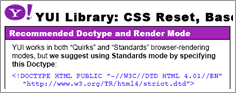 Y! YUI Library: CSS Reset, Bas
Recommended Doctype and Render Mode
YUI works in both "Quirks" and "Standards" browser-rendering
modes, but we suggest using Standards mode by specifying
this Doctype:
<!DOCTYPE HTML PUBLIC "-//W3C//DTD HTML 4.01//EN"
"http://www.w3.org/TR/html4/strict.dtd">